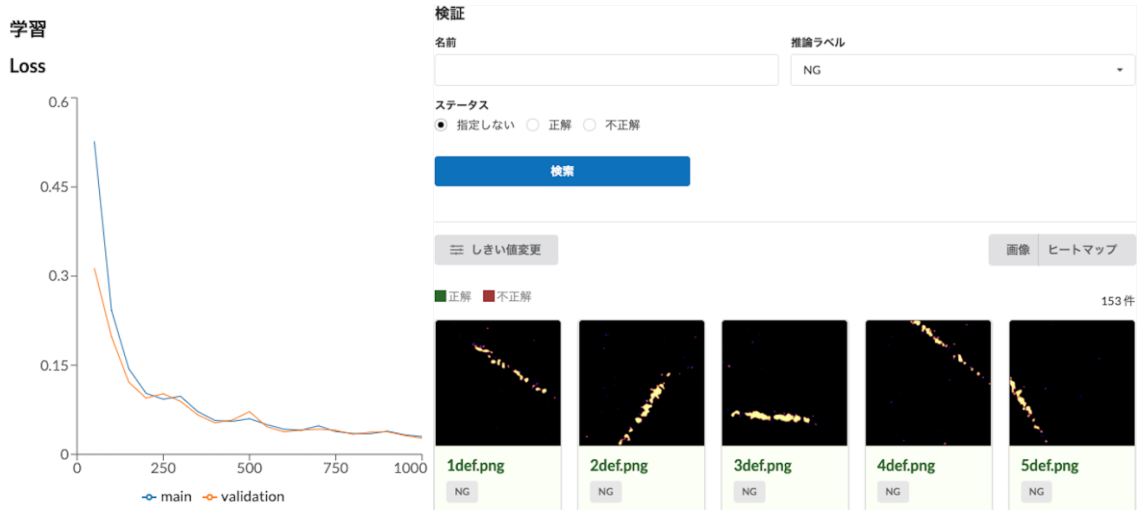 学習
Loss
0.6
0.45
0.3
0.15
0
0
250
500
750
1000
main
validation
検証
名前
推論ラベル
NG
ステータス
指定しない 正解 不正解
検索
しきい値変更
画像 ヒートマップ
正解 不正解
153 件
1def.png
NG
2def.png
NG
3def.png
NG
4def.png
NG
5def.png
NG